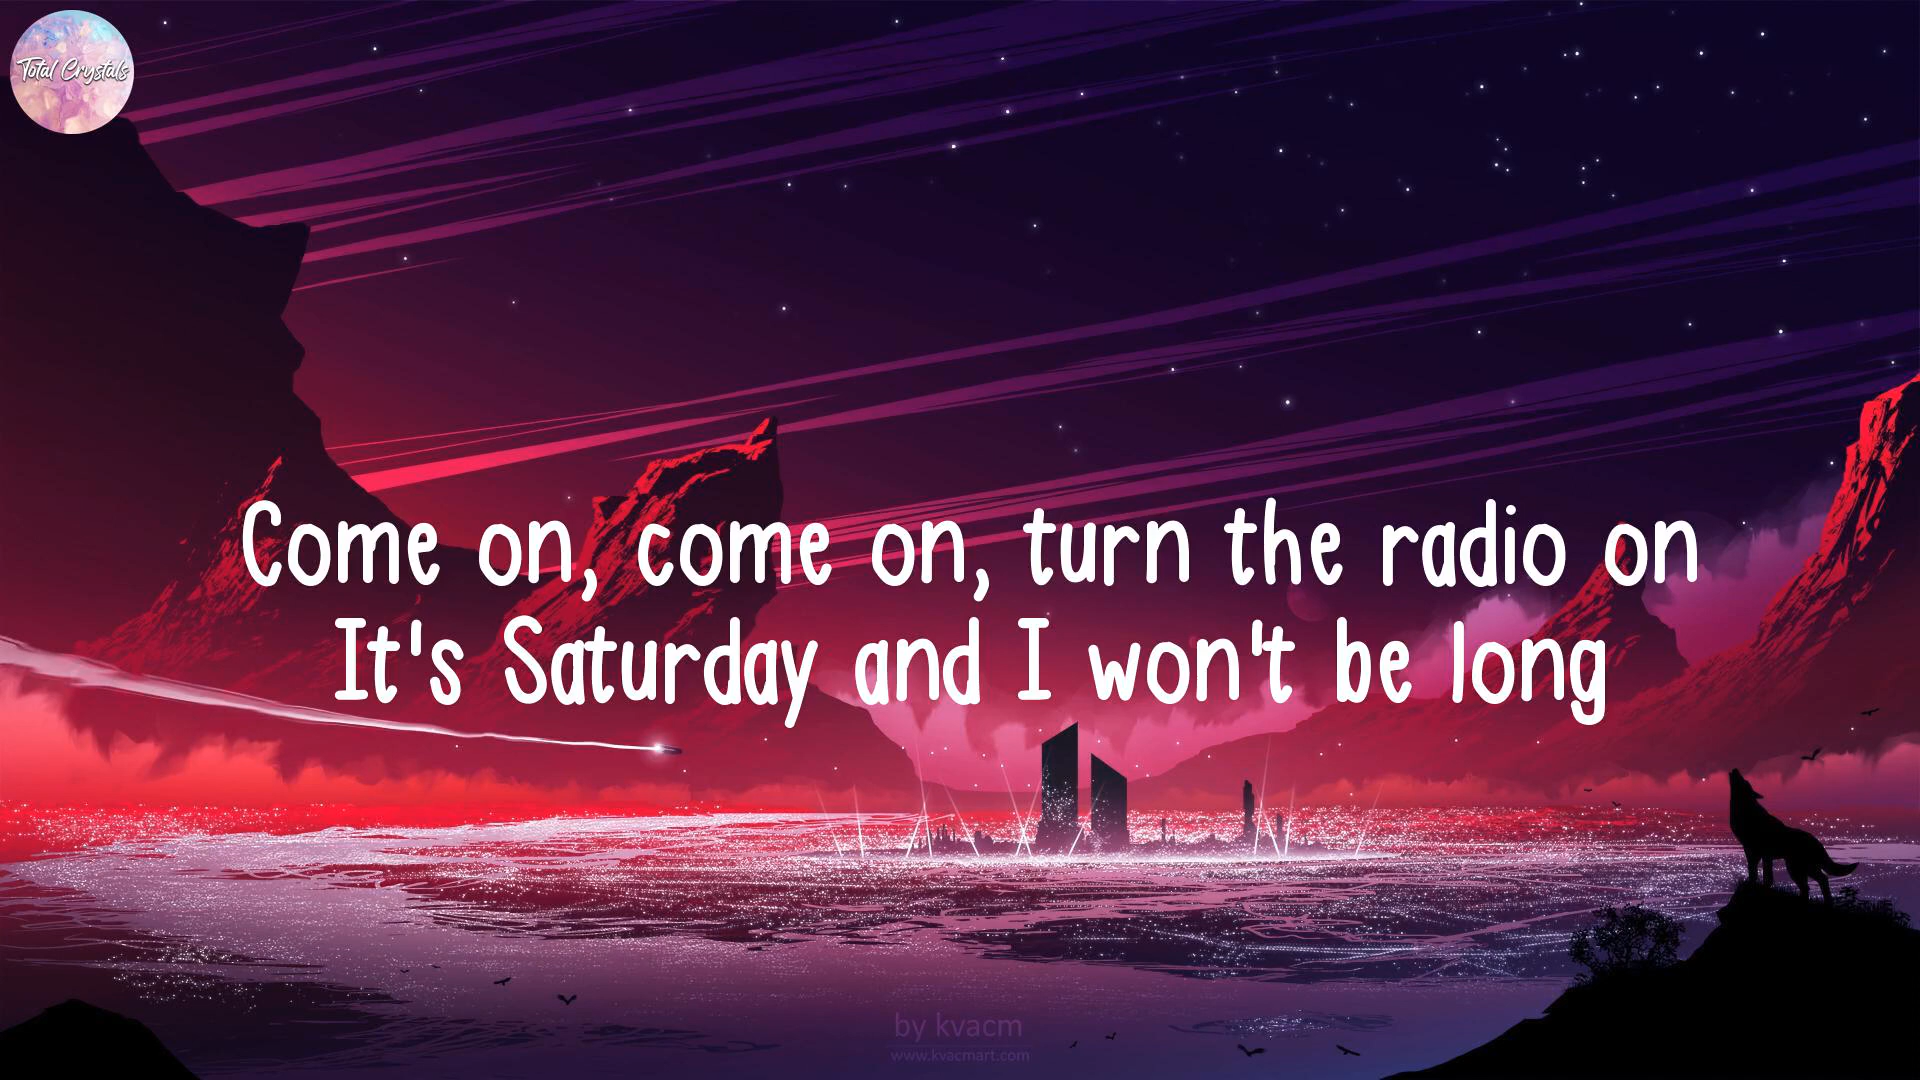 Total Crystals
Come on, come on, turn the radio on
It's Saturday and I won't be long
by kvacm
www.kvacmart.com